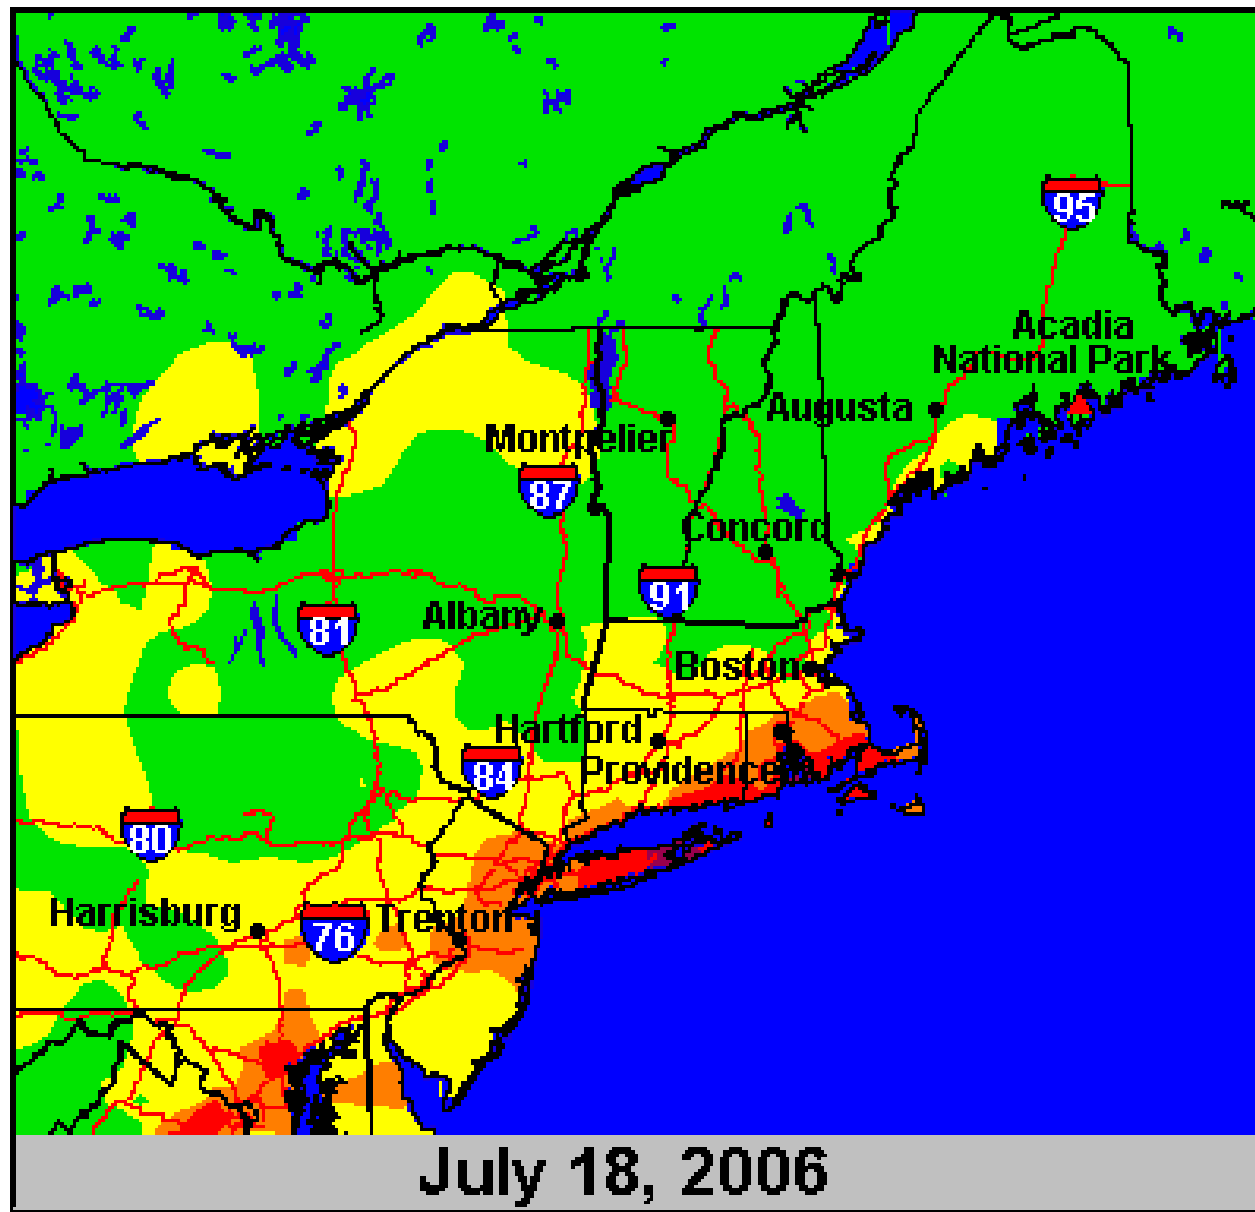 95
Acadia
National Park
Augusta
Montpelier
87
Concord
91
Albany
81
Boston
Hartford
84
Providence
80
Harrisburg
76
Trenton
July 18, 2006